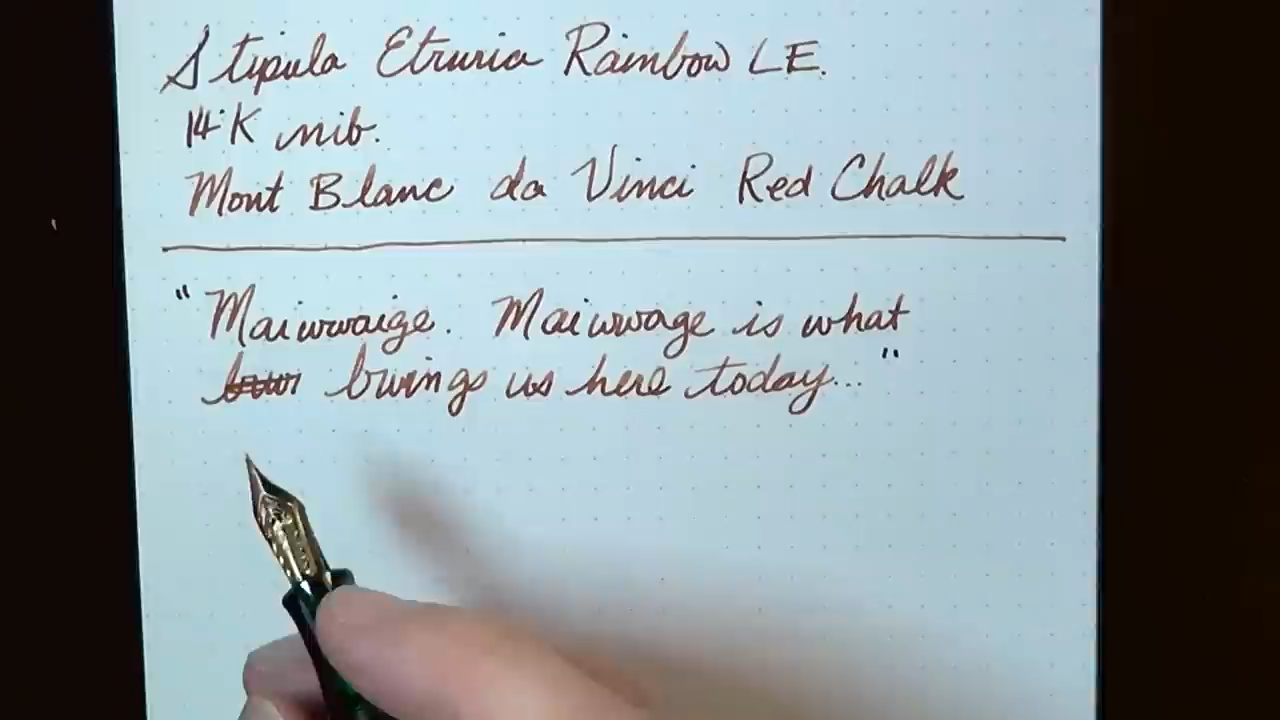 Stipula Etruria Rainbow LE.
14K nib.
Mont Blanc da Vinci Red Chalk
"Maiwwaige. Maiwwage is what
bwings us here today..."